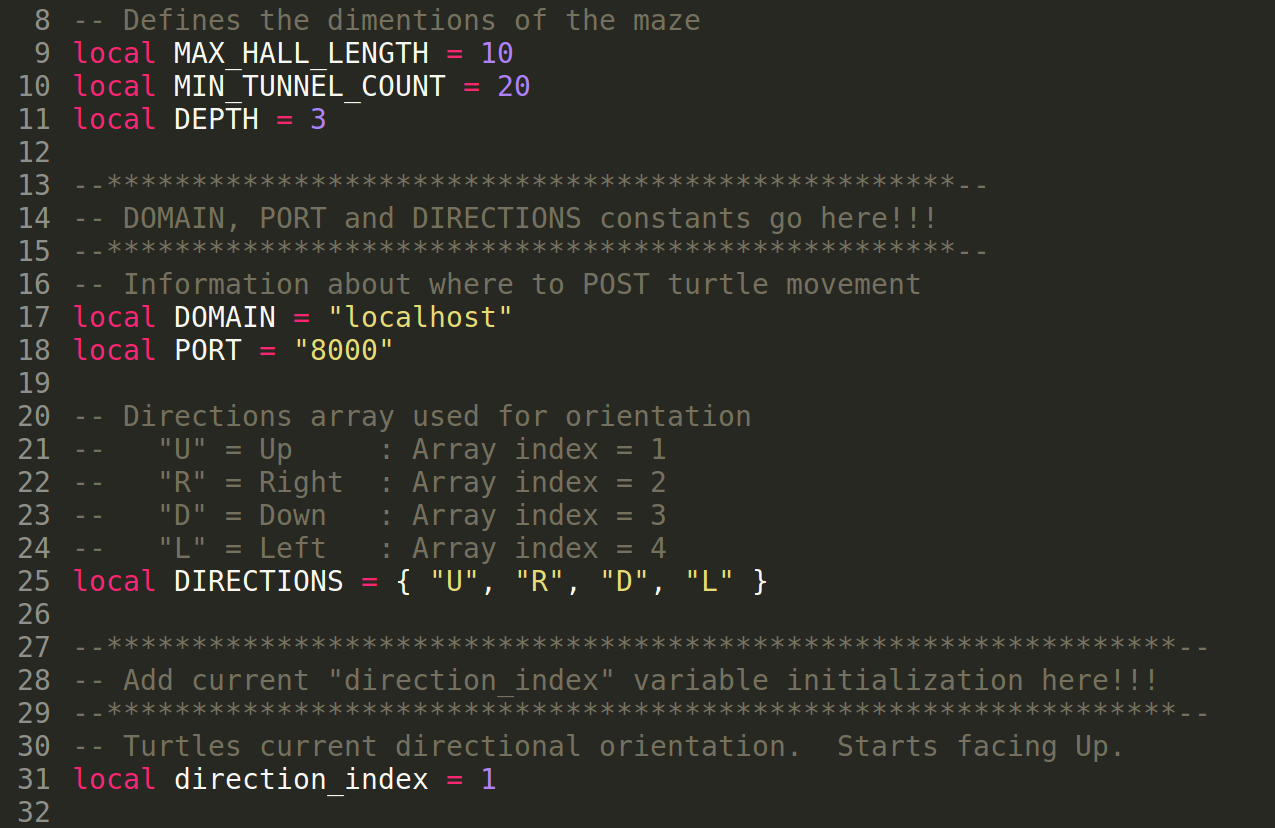 8 -- Defines the dimentions of the maze
9 local MAX_HALL_LENGTH = 10
10 local MIN_TUNNEL_COUNT = 20
11 local DEPTH = 3
12
13 --**************************************************--
14 -- DOMAIN, PORT and DIRECTIONS constants go here!!!
15 --**************************************************--
16 -- Information about where to POST turtle movement
17 local DOMAIN = "localhost"
18 local PORT = "8000"
19
20 -- Directions array used for orientation
21 --   "U" = Up     : Array index = 1
22 --   "R" = Right  : Array index = 2
23 --   "D" = Down   : Array index = 3
24 --   "L" = Left   : Array index = 4
25 local DIRECTIONS = { "U", "R", "D", "L" }
26
27 --***************************************************************--
28 -- Add current "direction_index" variable initialization here!!!
29 --***************************************************************--
30 -- Turtles current directional orientation.  Starts facing Up.
31 local direction_index = 1
32